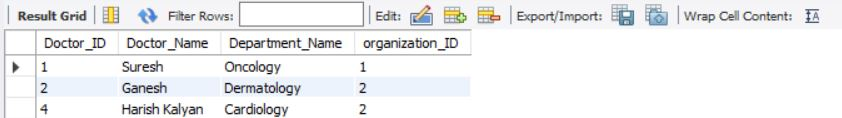 Result Grid Filter Rows: Edit: Export/Import: Wrap Cell Content: IA
Doctor_ID Doctor_Name Department_Name organization_ID
1 Suresh Oncology 1
2 Ganesh Dermatology 2
4 Harish Kalyan Cardiology 2